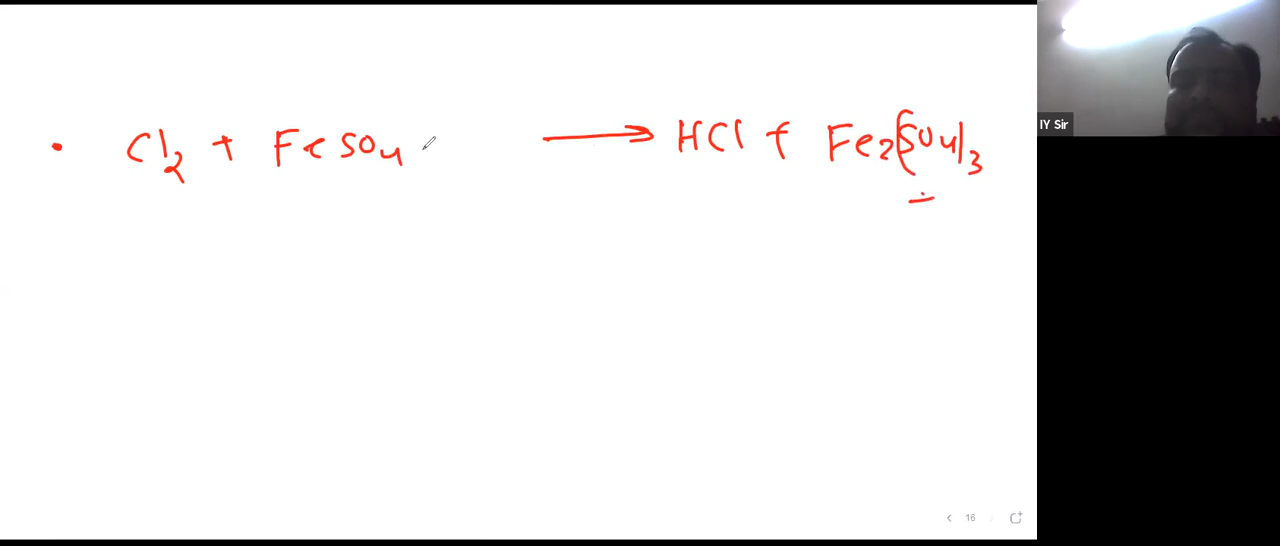 • Cl2 + FeSO4 ⟶ HCl + Fe2(SO4)3
IY Sir
16